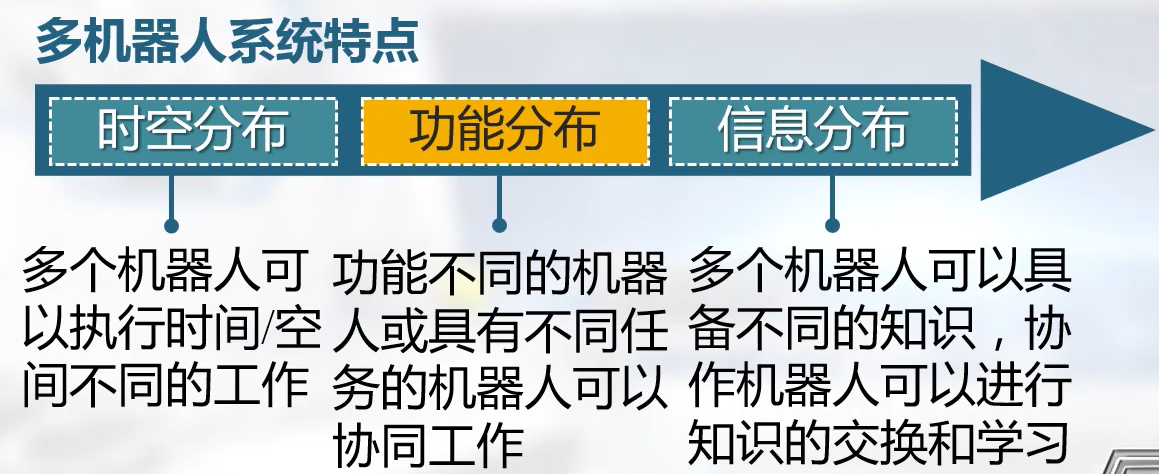 多机器人系统特点
时空分布
功能分布
信息分布
多个机器人可
以执行时间/空
间不同的工作
功能不同的机器
人或具有不同任
务的机器人可以
协同工作
多个机器人可以具
备不同的知识，协
作机器人可以进行
知识的交换和学习